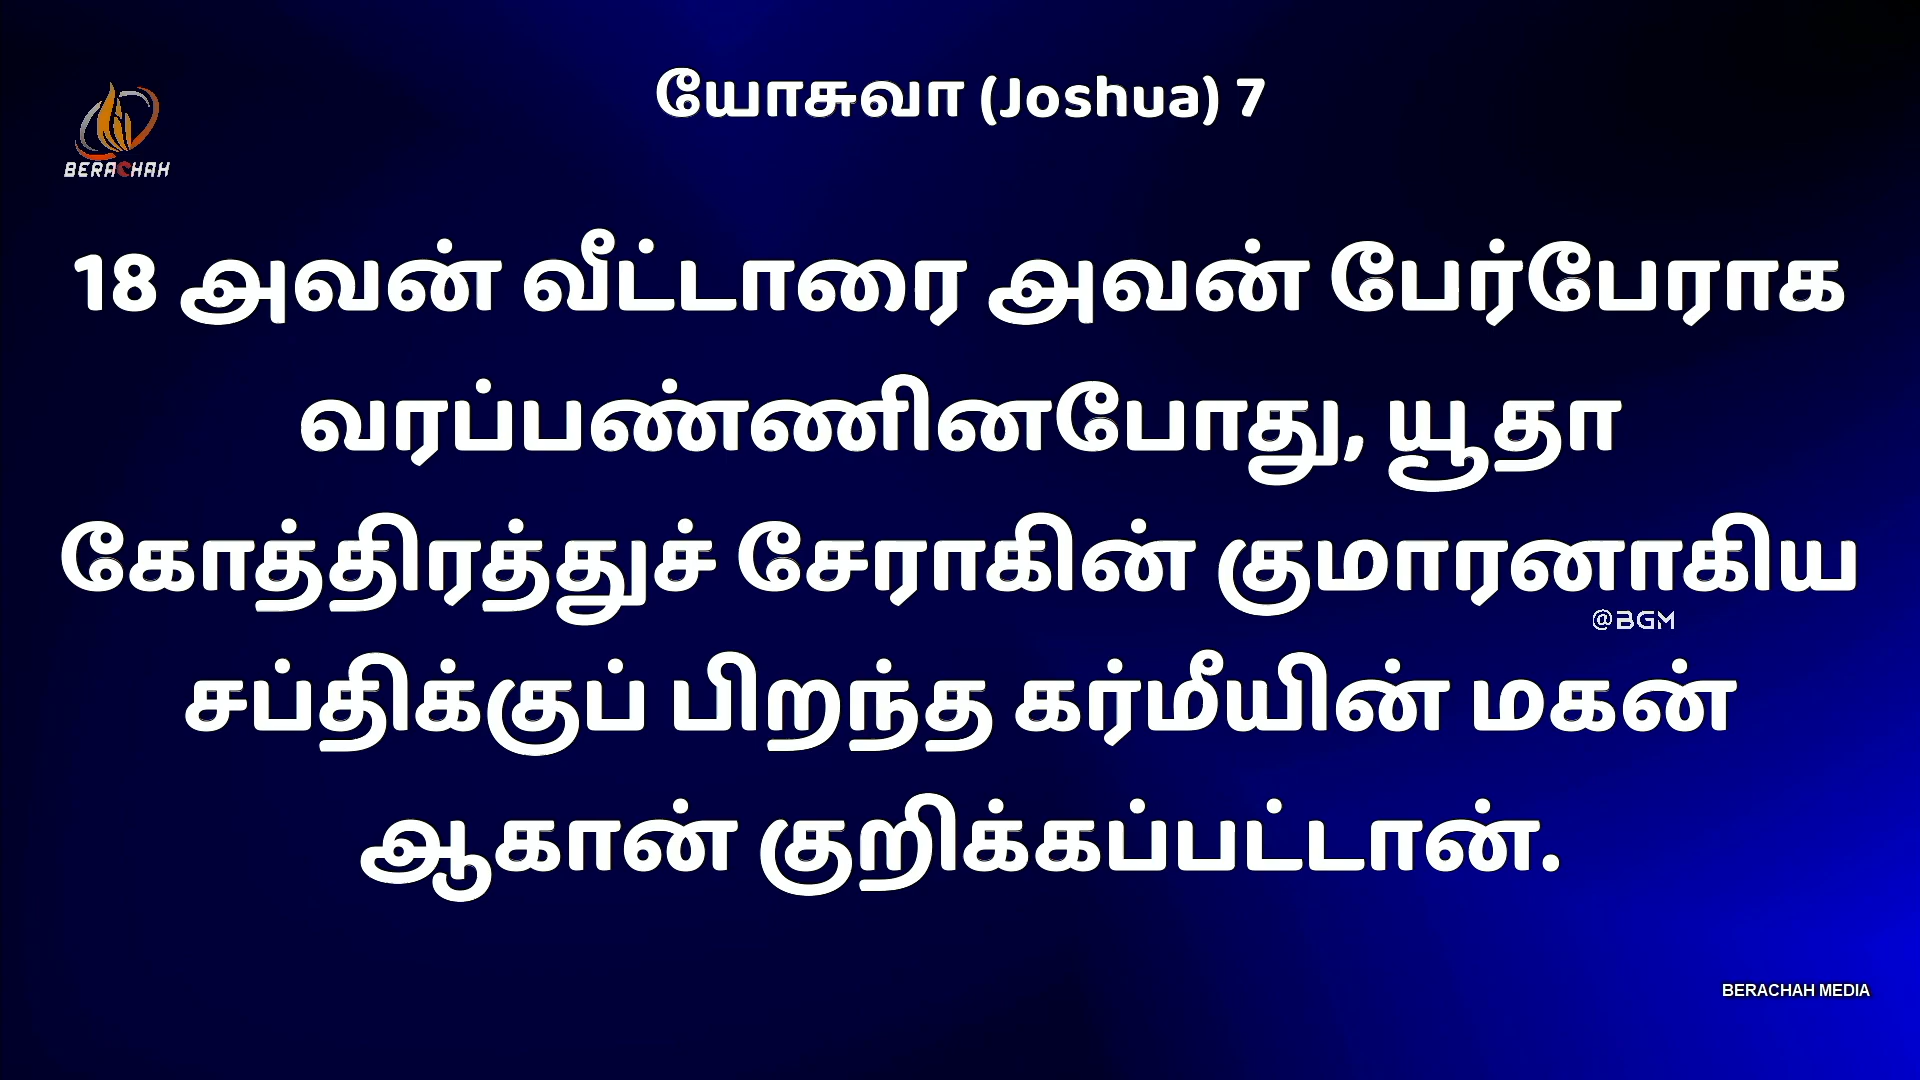 யோசுவா (Joshua) 7
BERACHAH
18 அவன் வீட்டாரை அவன் பேர்பேராக
வரப்பண்ணினபோது, யூதா
கோத்திரத்துச் சேராகின் குமாரனாகிய
@BGM
சப்திக்குப் பிறந்த கர்மீயின் மகன்
ஆகான் குறிக்கப்பட்டான்.
BERACHAH MEDIA